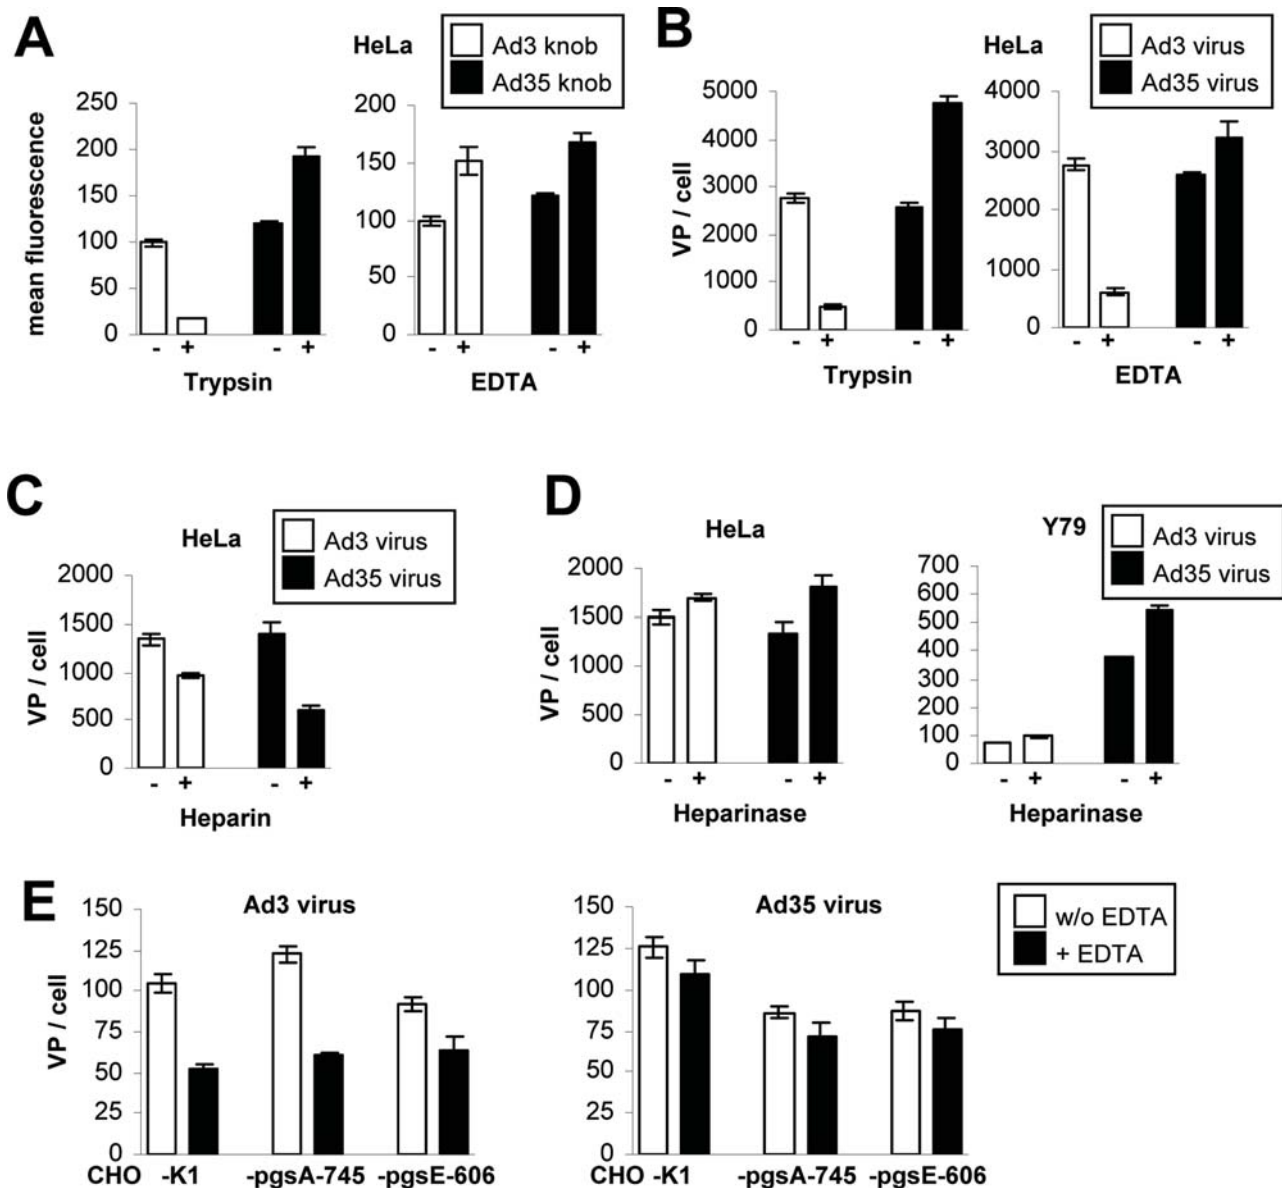 A
HeLa
Ad3 knob
Ad35 knob
mean fluorescence
250
200
150
100
50
0
- + - +
Trypsin
200
150
100
50
0
- + - +
EDTA
B
HeLa
Ad3 virus
Ad35 virus
VP / cell
5000
4000
3000
2000
1000
0
- + - +
Trypsin
4000
3000
2000
1000
0
- + - +
EDTA
C
HeLa
Ad3 virus
Ad35 virus
VP / cell
2000
1500
1000
500
0
- + - +
Heparin
D
HeLa
VP / cell
2000
1500
1000
500
0
- + - +
Heparinase
Y79
Ad3 virus
Ad35 virus
700
600
500
400
300
200
100
0
- + - +
Heparinase
E
Ad3 virus
VP / cell
150
125
100
75
50
25
0
CHO -K1 -pgsA-745 -pgsE-606
Ad35 virus
150
125
100
75
50
25
0
CHO -K1 -pgsA-745 -pgsE-606
w/o EDTA
+ EDTA